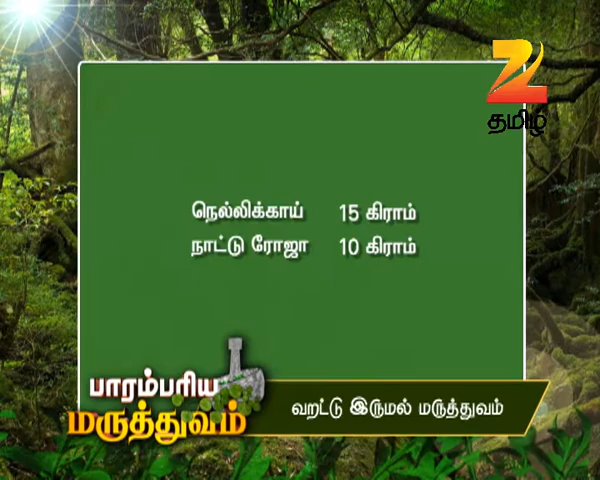 தமிழ்
நெல்லிக்காய் 15 கிராம்
நாட்டு ரோஜா 10 கிராம்
பாரம்பரிய
மருத்துவம்
வறட்டு இருமல் மருத்துவம்